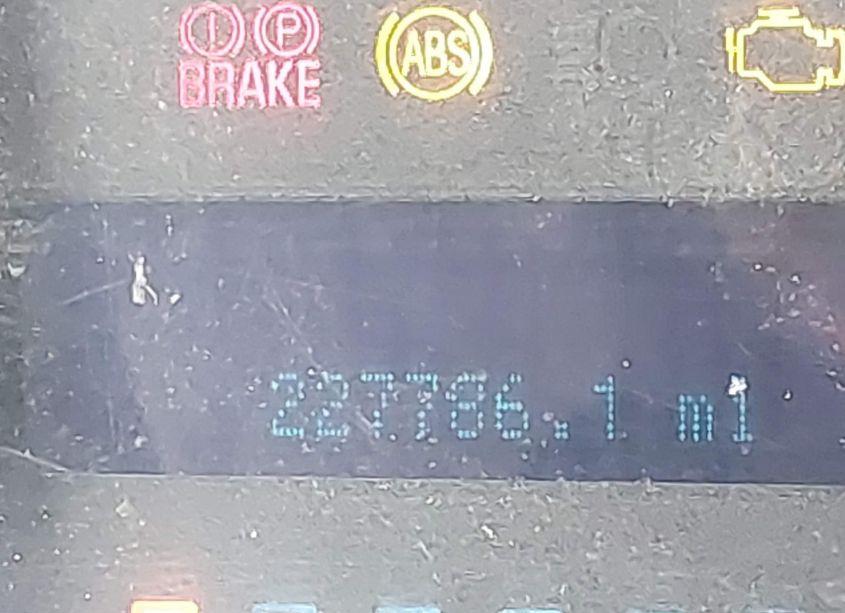 (!) (P) ABS
BRAKE
227786.1 mi